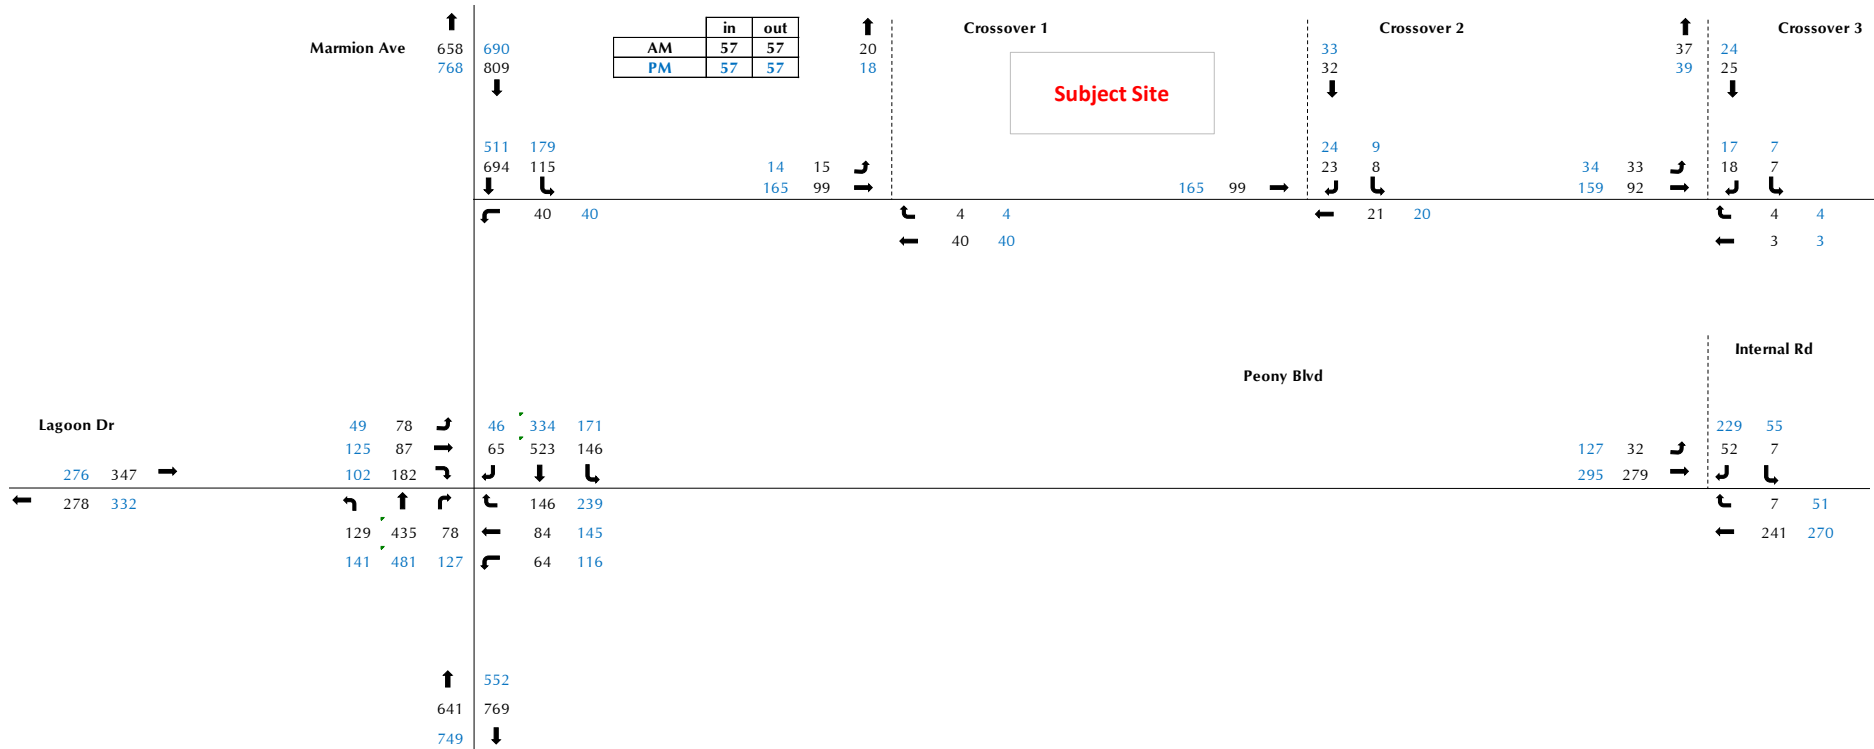 in out
Marmion Ave 658 690 AM 57 57 20 Crossover 1 33 Crossover 2 37 24 Crossover 3
768 809 PM 57 57 18 32 39 25
Subject Site
511 179 24 9 17 7
694 115 14 15 23 8 34 33 18 7
165 99 165 99 159 92
40 40 4 4 21 20 4 4
40 40 3 3
Internal Rd
Peony Blvd
Lagoon Dr 49 78 46 334 171 229 55
125 87 65 523 146 127 32 52 7
276 347 102 182 295 279
278 332 146 239 7 51
129 435 78 84 145 241 270
141 481 127 64 116
552
641 769
749